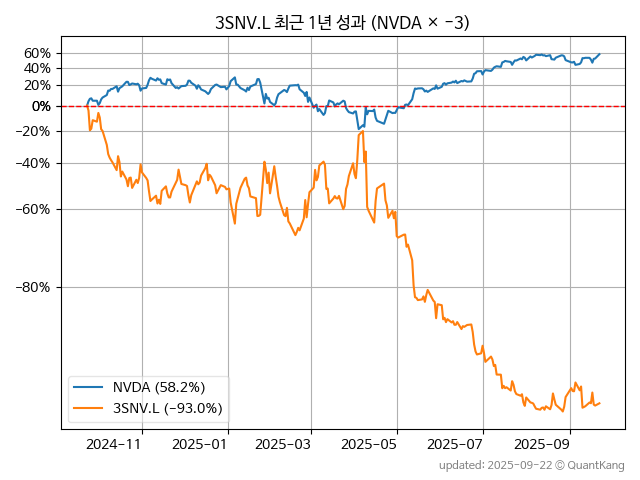 3SNV.L 최근 1년 성과 (NVDA × −3)
60%
40%
20%
0%
0%
−20%
−40%
−60%
−80%
NVDA (58.2%)
3SNV.L (−93.0%)
2024-11 2025-01 2025-03 2025-05 2025-07 2025-09
updated: 2025-09-22 © QuantKang